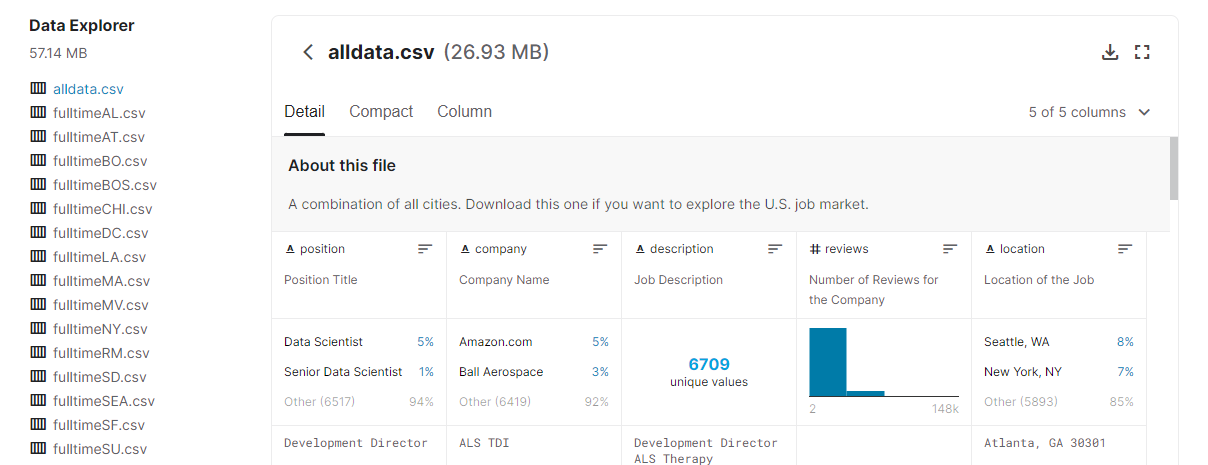 Data Explorer
57.14 MB
alldata.csv
fulltimeAL.csv
fulltimeAT.csv
fulltimeBO.csv
fulltimeBOS.csv
fulltimeCHI.csv
fulltimeDC.csv
fulltimeLA.csv
fulltimeMA.csv
fulltimeMV.csv
fulltimeNY.csv
fulltimeRM.csv
fulltimeSD.csv
fulltimeSEA.csv
fulltimeSF.csv
fulltimeSU.csv
alldata.csv (26.93 MB)
Detail Compact Column 5 of 5 columns
About this file
A combination of all cities. Download this one if you want to explore the U.S. job market.
A position A company A description # reviews A location
Position Title Company Name Job Description Number of Reviews for Location of the Job
the Company
Data Scientist 5% Amazon.com 5% Seattle, WA 8%
6709
Senior Data Scientist 1% Ball Aerospace 3% unique values New York, NY 7%
Other (6517) 94% Other (6419) 92% 2 148k Other (5893) 85%
Development Director ALS TDI Development Director Atlanta, GA 30301
ALS Therapy